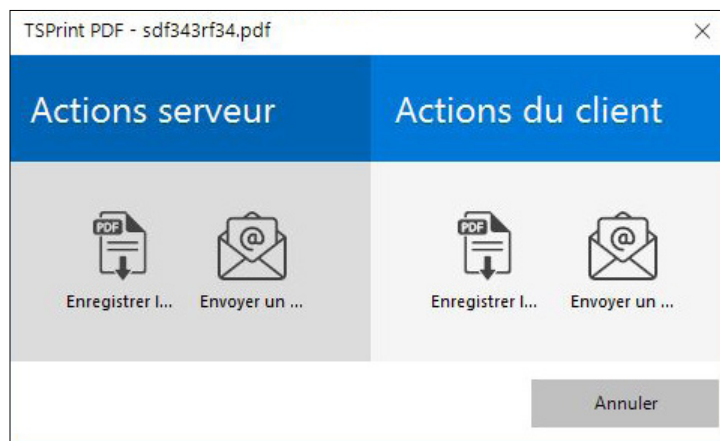 TSPrint PDF - sdf343rf34.pdf
Actions serveur
Actions du client
PDF
Enregistrer l...
Envoyer un ...
PDF
Enregistrer l...
Envoyer un ...
Annuler